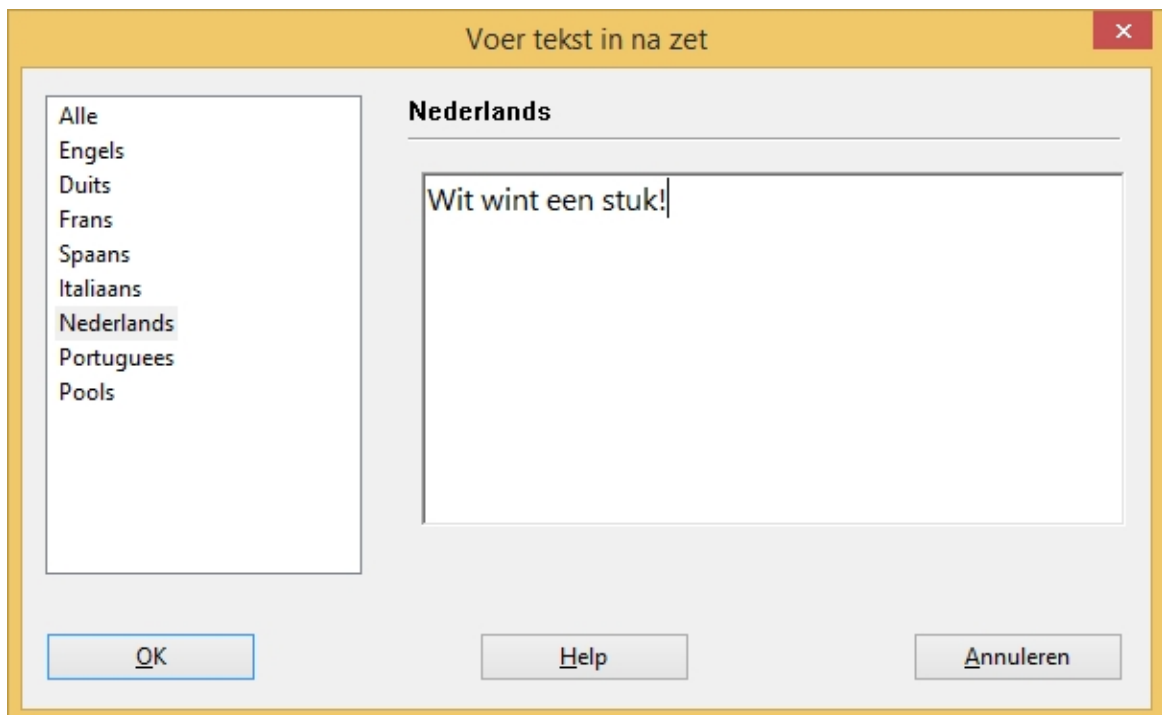 Voer tekst in na zet
Alle
Engels
Duits
Frans
Spaans
Italiaans
Nederlands
Portuguees
Pools
Nederlands
Wit wint een stuk!
OK
Help
Annuleren